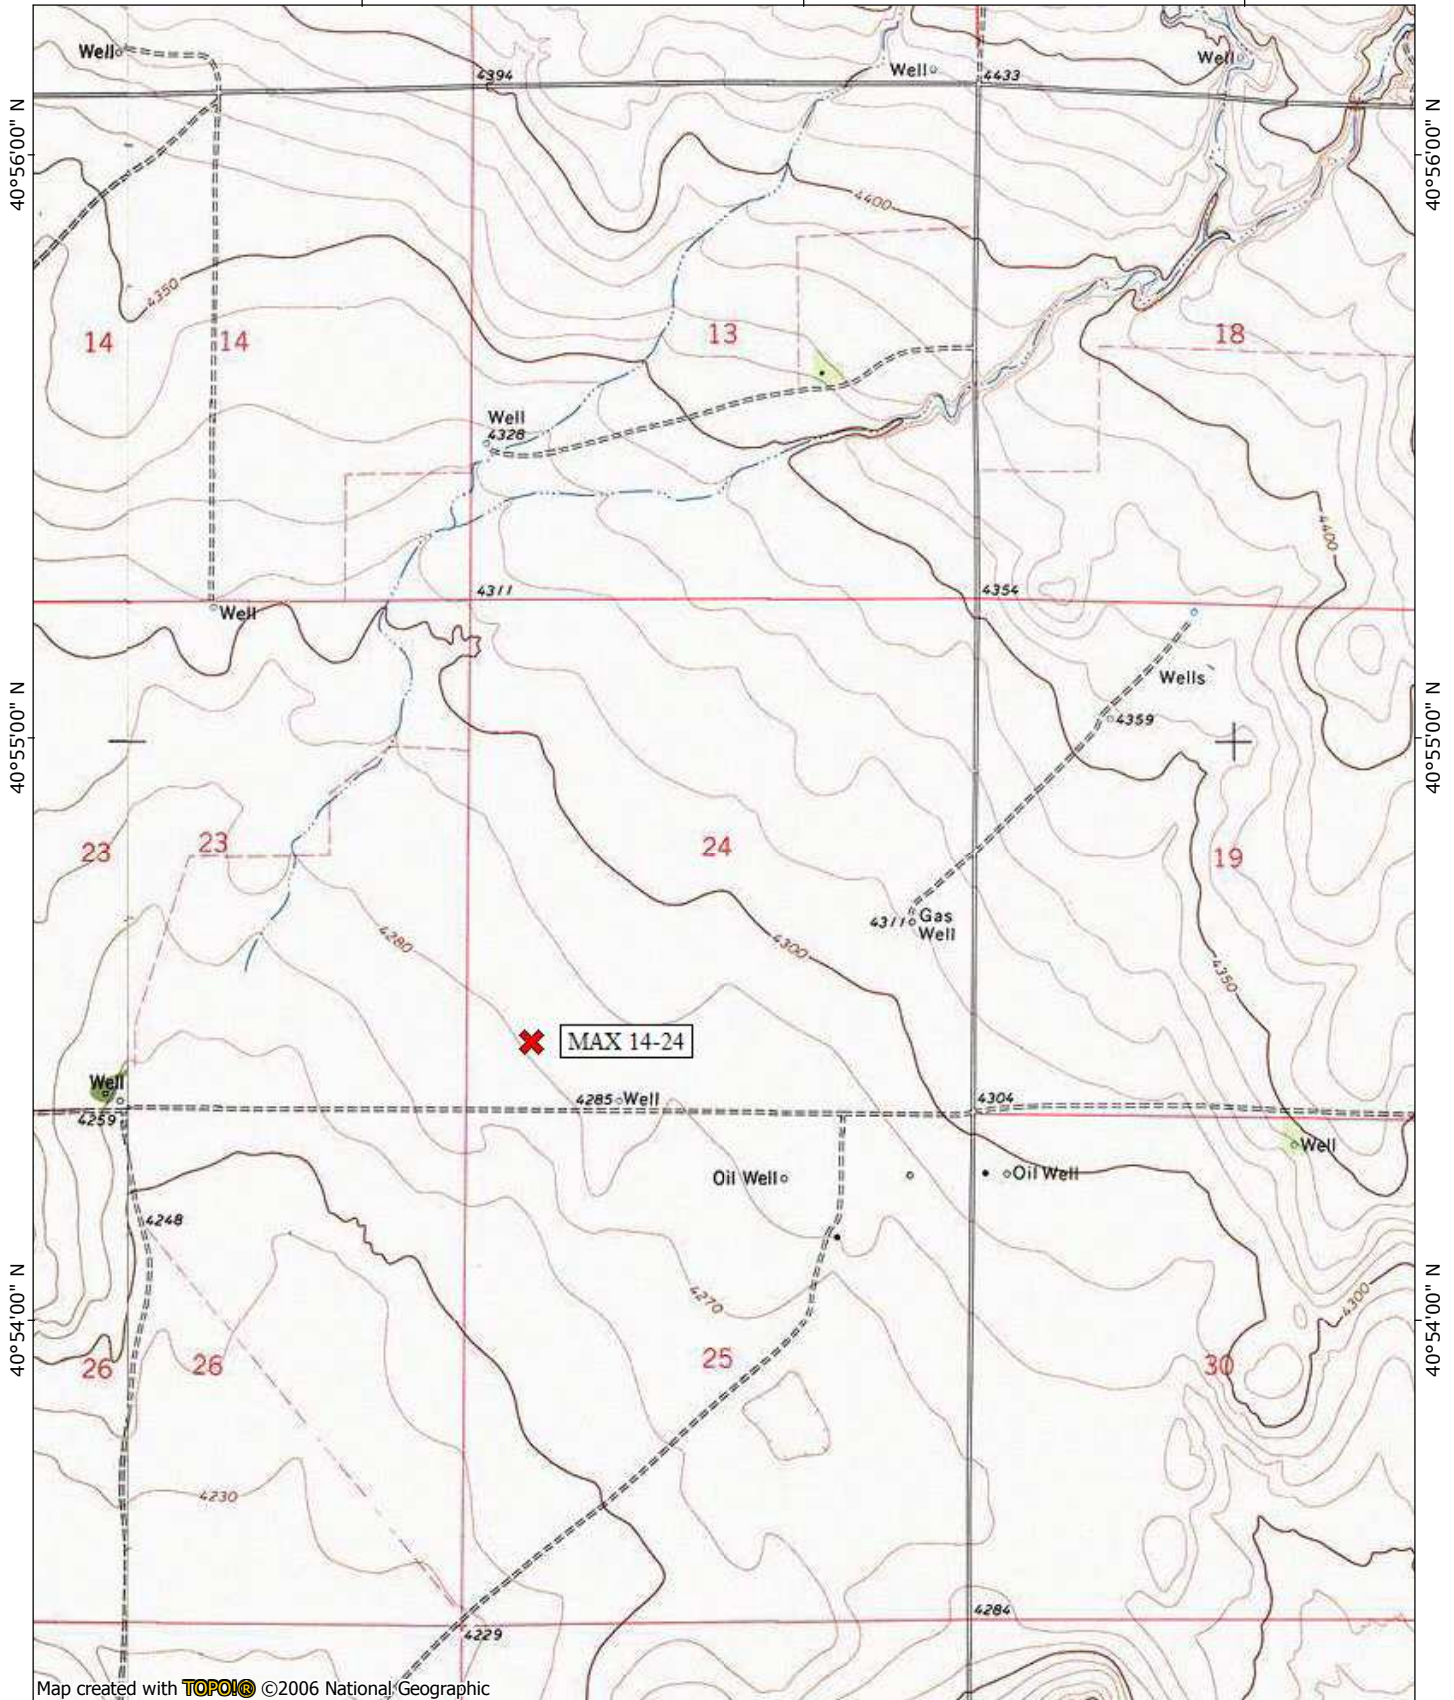 Well
4394
Well
4433
Well
40°56'00" N
40°56'00" N
4400
4350
14
14
13
18
Well
4328
4400
4311
4354
Well
Wells
4359
40°55'00" N
40°55'00" N
23
23
24
19
4311 Gas
Well
4280
4300
4350
MAX 14-24
Well
4285 Well
4304
4259
Well
Oil Well
Oil Well
4248
4270
4300
40°54'00" N
40°54'00" N
26
26
25
30
4230
4284
4229
Map created with TOPO!® ©2006 National Geographic